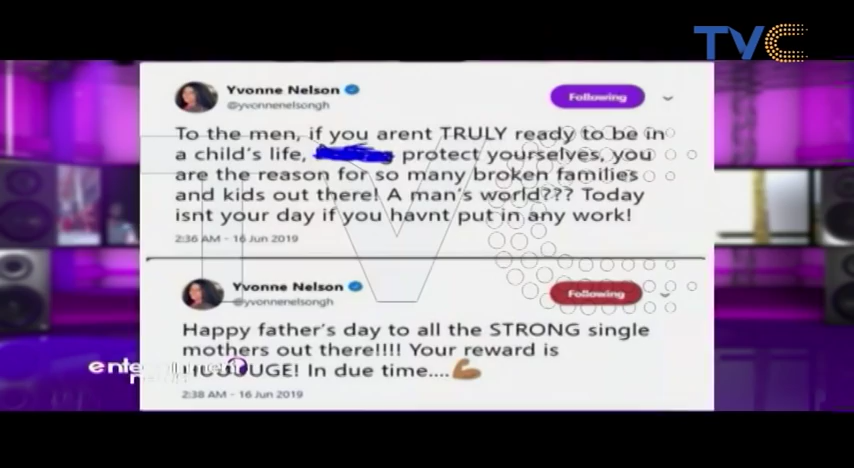 TVC
Yvonne Nelson
@yvonnenelsongh
Following
To the men, if you arent TRULY ready to be in
a child's life, protect yourselves, you
are the reason for so many broken families
and kids out there! A man's world??? Today
isnt your day if you havnt put in any work!
2:36 AM - 16 Jun 2019
Yvonne Nelson
@yvonnenelsongh
Following
Happy father's day to all the STRONG single
mothers out there!!!! Your reward is
In due time....💪🏾
2:38 AM - 16 Jun 2019
entertainment